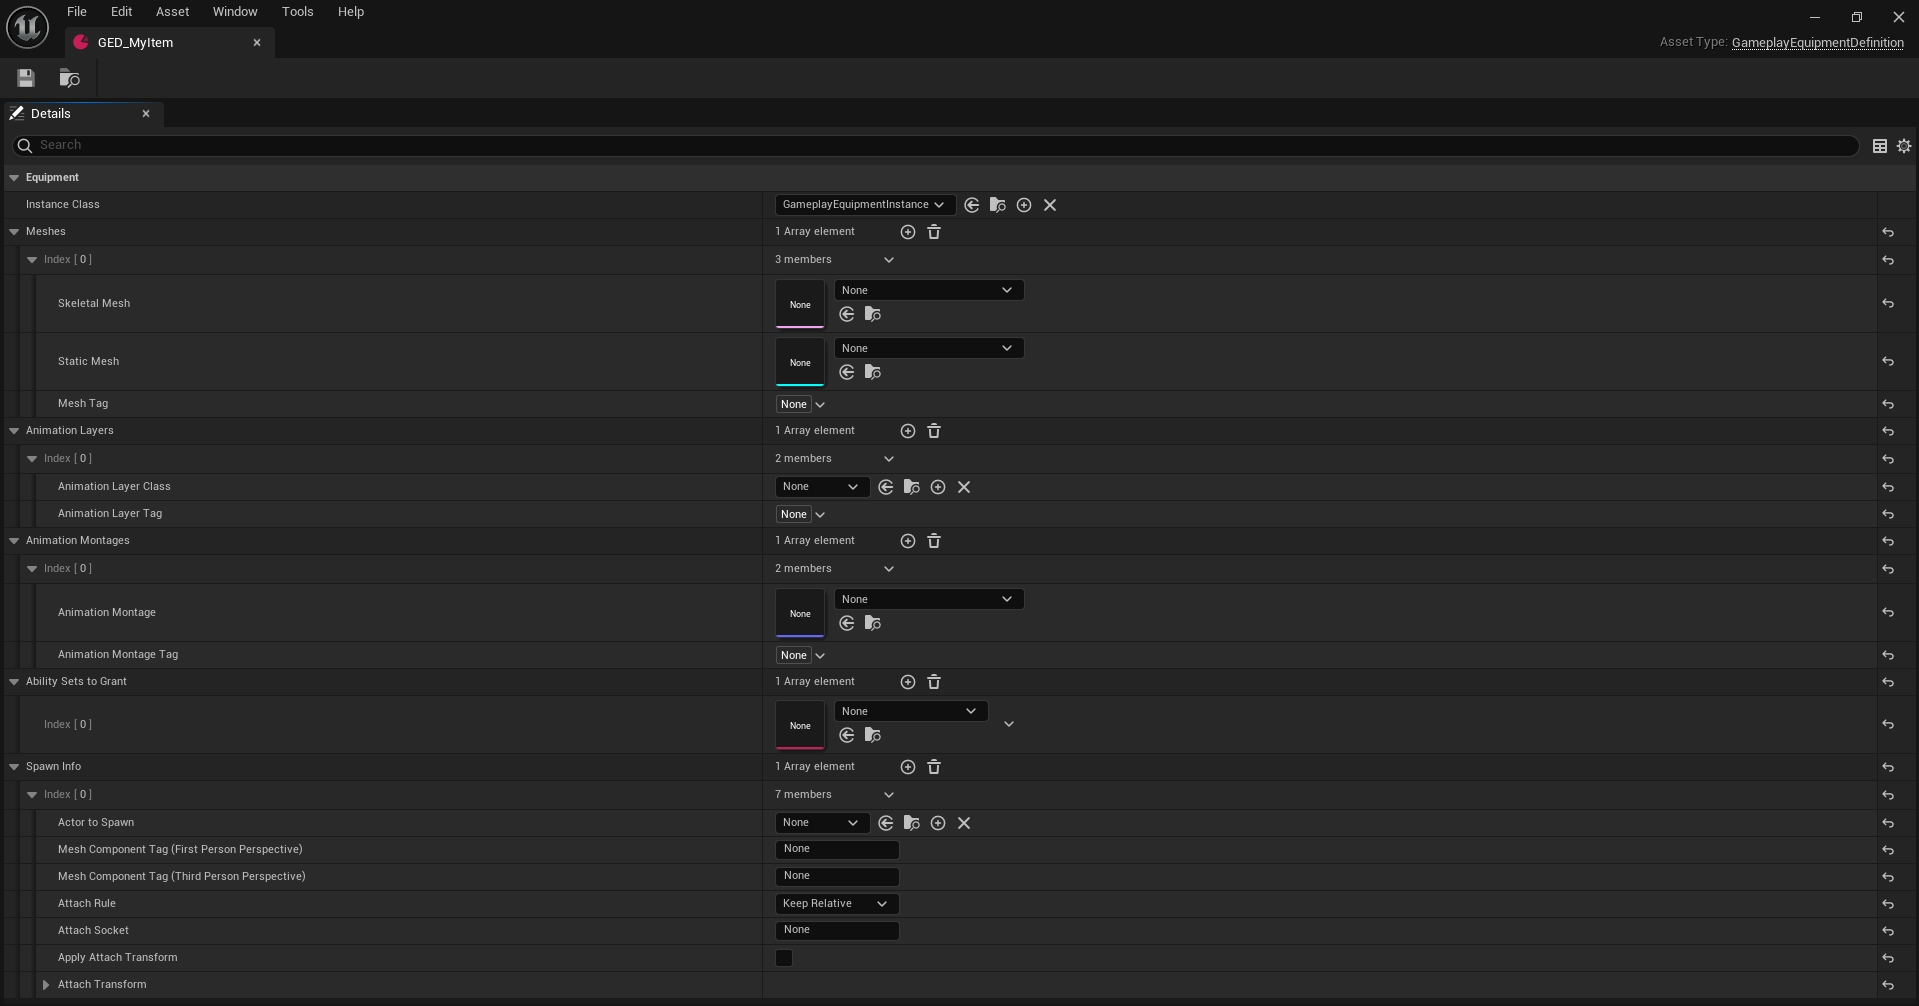 File Edit Asset Window Tools Help
GED_MyItem
Asset Type: GameplayEquipmentDefinition
Details
Search
Equipment
Instance Class GameplayEquipmentInstance
Meshes 1 Array element
Index [ 0 ] 3 members
Skeletal Mesh None None
Static Mesh None None
Mesh Tag None
Animation Layers 1 Array element
Index [ 0 ] 2 members
Animation Layer Class None
Animation Layer Tag None
Animation Montages 1 Array element
Index [ 0 ] 2 members
Animation Montage None None
Animation Montage Tag None
Ability Sets to Grant 1 Array element
Index [ 0 ] None None
Spawn Info 1 Array element
Index [ 0 ] 7 members
Actor to Spawn None
Mesh Component Tag (First Person Perspective) None
Mesh Component Tag (Third Person Perspective) None
Attach Rule Keep Relative
Attach Socket None
Apply Attach Transform
Attach Transform